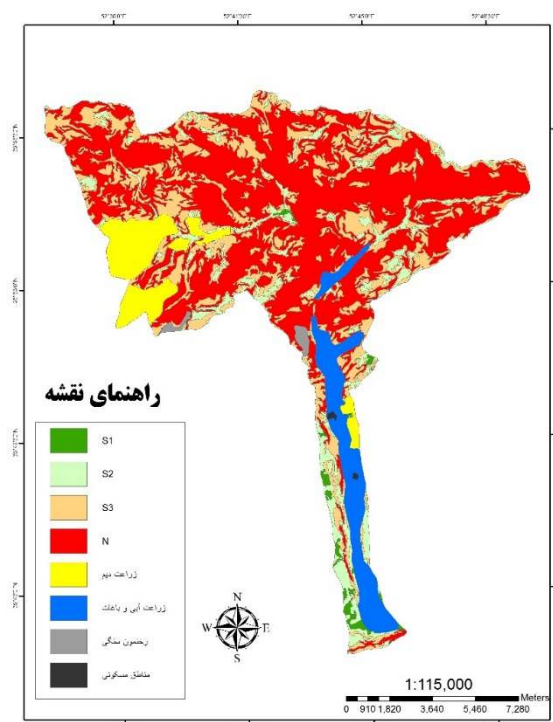 راهنمای نقشه
S1
S2
S3
N
زراعت دیم
زراعت آبی و باغات
رخنمون سنگی
مناطق مسکونی
N
W
E
S
1:115,000
Meters
0 910 1,820 3,640 5,460 7,280